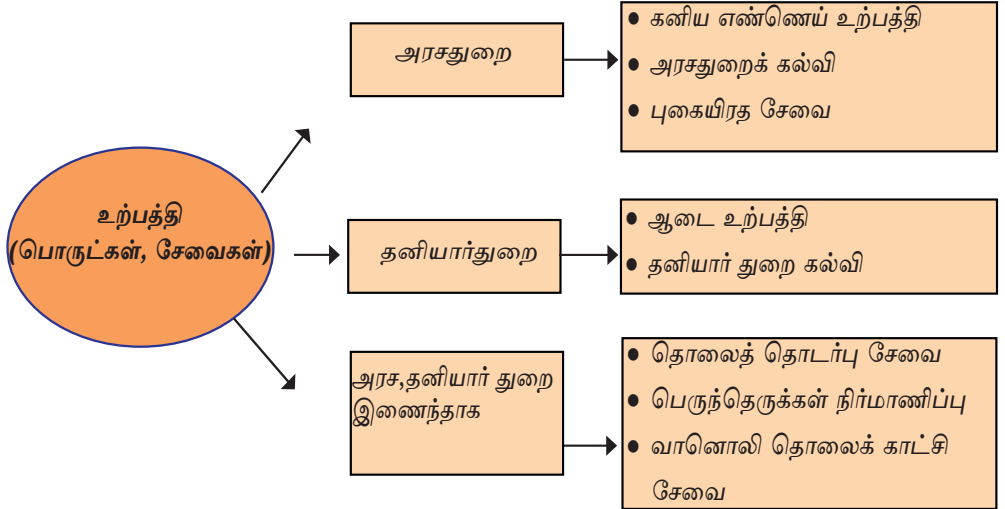 உற்பத்தி
(பொருட்கள், சேவைகள்)
அரசதுறை
● கனிய எண்ணெய் உற்பத்தி
● அரசதுறைக் கல்வி
● புகையிரத சேவை
தனியார்துறை
● ஆடை உற்பத்தி
● தனியார் துறை கல்வி
அரச,தனியார் துறை
இணைந்தாக
● தொலைத் தொடர்பு சேவை
● பெருந்தெருக்கள் நிர்மாணிப்பு
● வானொலி தொலைக் காட்சி
சேவை